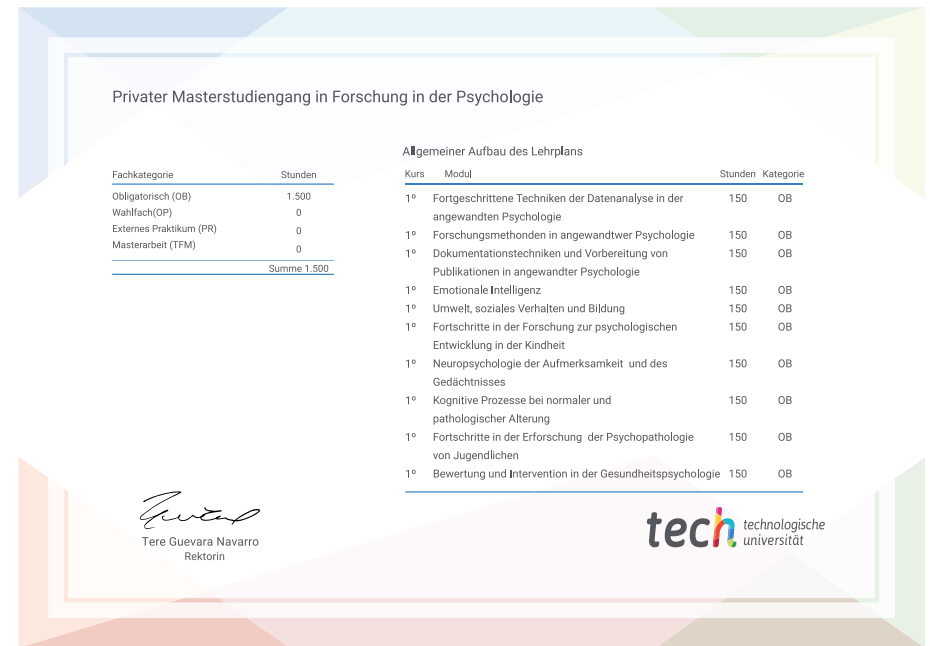 Privater Masterstudiengang in Forschung in der Psychologie
Fachkategorie Stunden
Obligatorisch (OB) 1.500
Wahlfach(OP) 0
Externes Praktikum (PR) 0
Masterarbeit (TFM) 0
Summe 1.500
Allgemeiner Aufbau des Lehrplans
Kurs Modul Stunden Kategorie
1º Fortgeschrittene Techniken der Datenanalyse in der 150 OB
angewandten Psychologie
1º Forschungsmethonden in angewandtwer Psychologie 150 OB
1º Dokumentationstechniken und Vorbereitung von 150 OB
Publikationen in angewandter Psychologie
1º Emotionale Intelligenz 150 OB
1º Umwelt, soziales Verhalten und Bildung 150 OB
1º Fortschritte in der Forschung zur psychologischen 150 OB
Entwicklung in der Kindheit
1º Neuropsychologie der Aufmerksamkeit und des 150 OB
Gedächtnisses
1º Kognitive Prozesse bei normaler und 150 OB
pathologischer Alterung
1º Fortschritte in der Erforschung der Psychopathologie 150 OB
von Jugendlichen
1º Bewertung und Intervention in der Gesundheitspsychologie 150 OB
Tere Guevara Navarro
Rektorin
tech technologische
universität